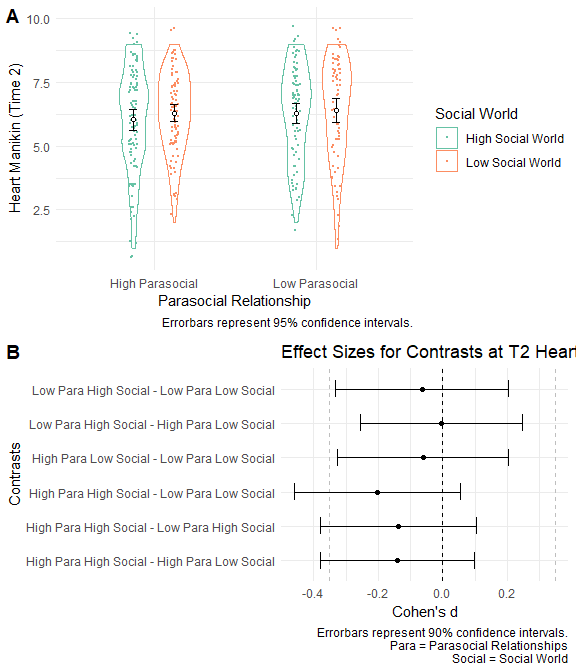 A
Heart Manikin (Time 2)
10.0
7.5
5.0
2.5
High Parasocial
Low Parasocial
Parasocial Relationship
Errorbars represent 95% confidence intervals.
Social World
High Social World
Low Social World
B
Effect Sizes for Contrasts at T2 Heart
Contrasts
Low Para High Social - Low Para Low Social
Low Para High Social - High Para Low Social
High Para Low Social - Low Para Low Social
High Para High Social - Low Para Low Social
High Para High Social - Low Para High Social
High Para High Social - High Para Low Social
-0.4
-0.2
0.0
0.2
Cohen's d
Errorbars represent 90% confidence intervals.
Para = Parasocial Relationships
Social = Social World